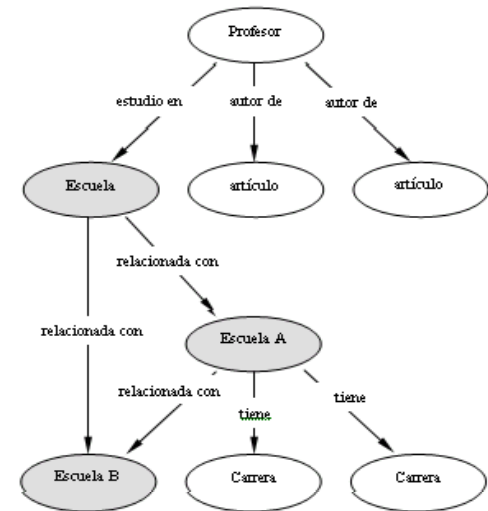 Profesor
estudio en
autor de
autor de
Escuela
artículo
artículo
relacionada con
relacionada con
Escuela A
relacionada con
tiene
tiene
Escuela B
Carrera
Carrera